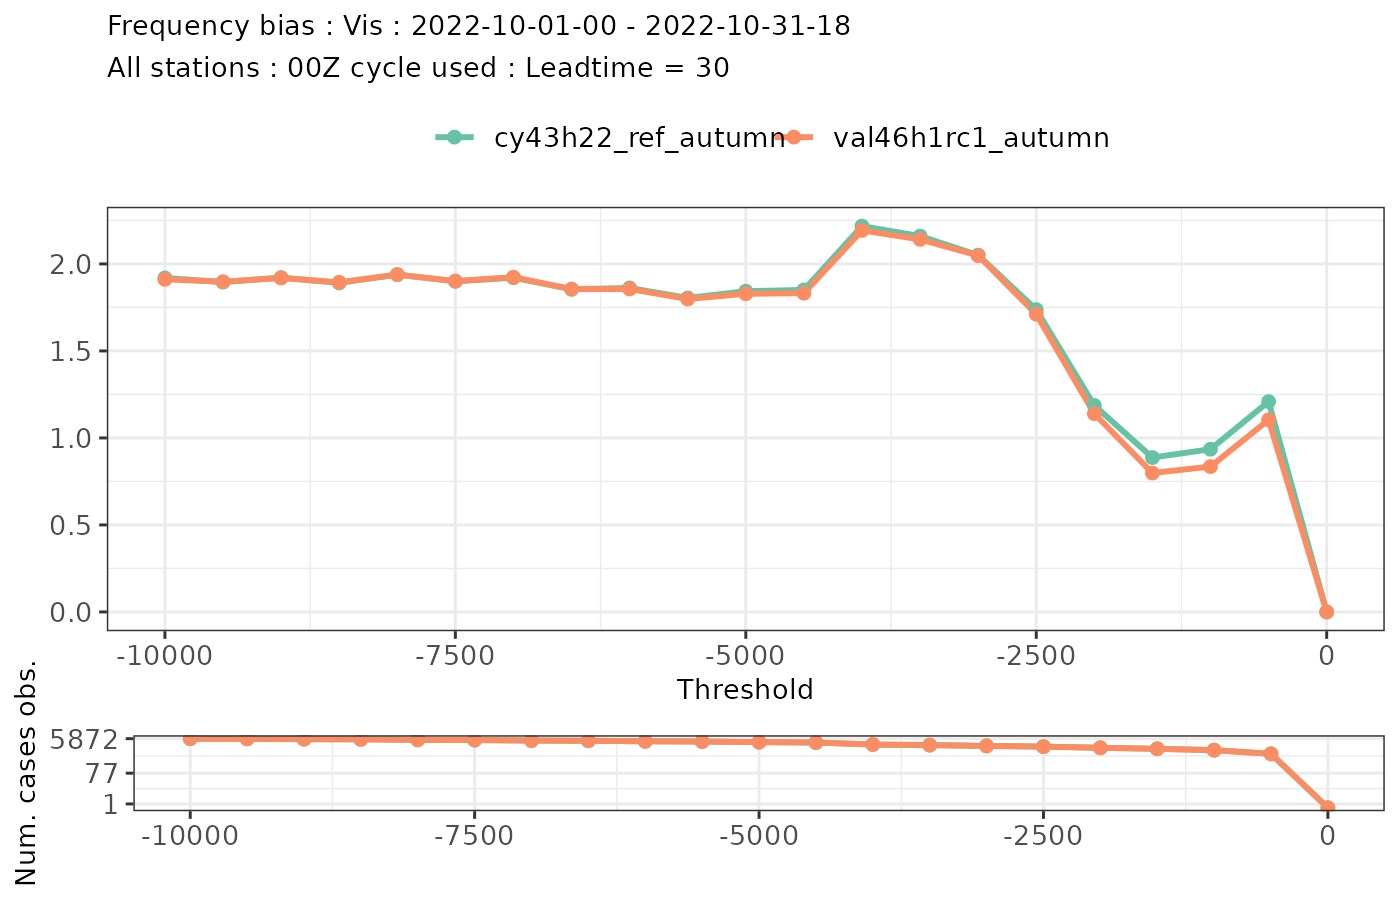 Frequency bias : Vis : 2022-10-01-00 - 2022-10-31-18
All stations : 00Z cycle used : Leadtime = 30
cy43h22_ref_autumn val46h1rc1_autumn
2.0
1.5
1.0
0.5
0.0
-10000 -7500 -5000 -2500 0
Threshold
Num. cases obs.
5872
77
1
-10000 -7500 -5000 -2500 0